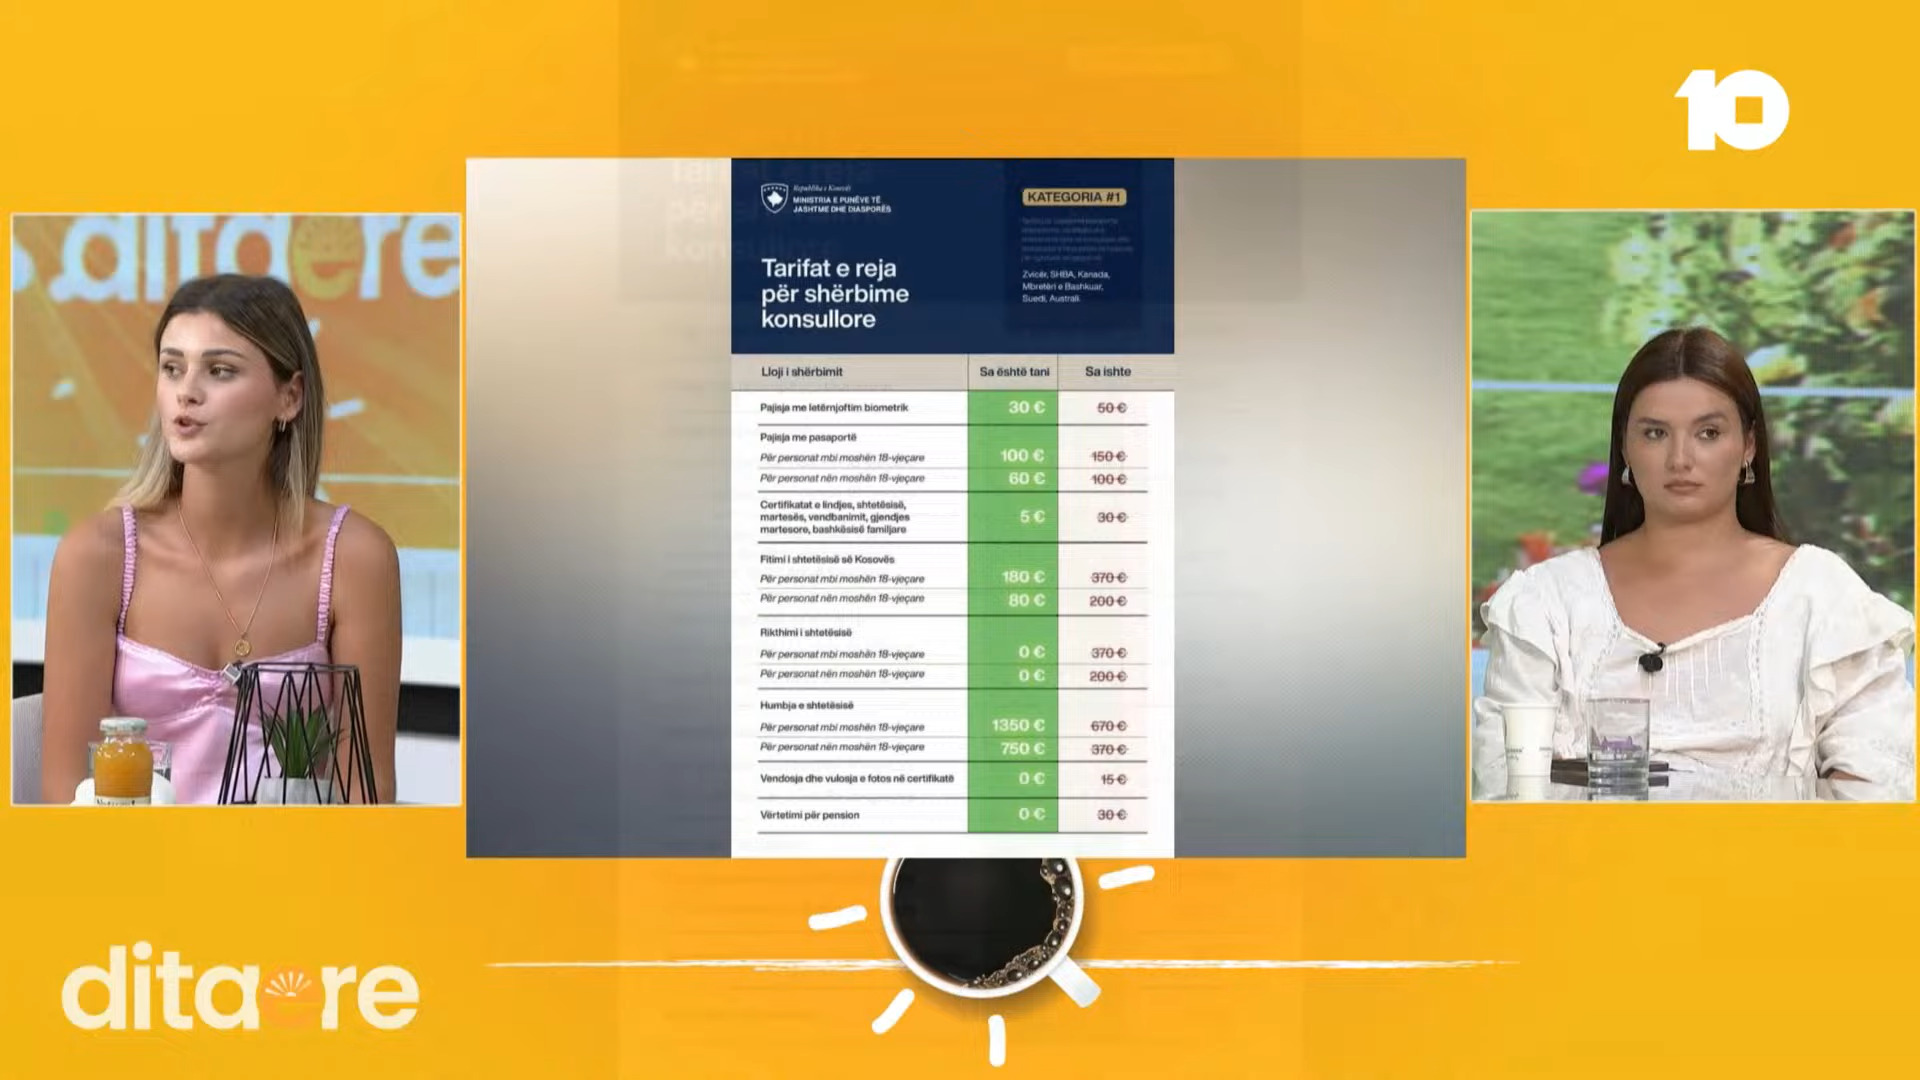 10
ditaere
Republika e Kosovës
MINISTRIA E PUNËVE TË
JASHTME DHE DIASPORËS
KATEGORIA #1
Zvicër, SHBA, Kanada,
Mbretëri e Bashkuar,
Suedi, Australi.
Tarifat e reja
për shërbime
konsullore
Lloji i shërbimit Sa është tani Sa ishte
Pajisja me letërnjoftim biometrik 30 € 50 €
Pajisja me pasaportë
Për personat mbi moshën 18-vjeçare 100 € 150 €
Për personat nën moshën 18-vjeçare 60 € 100 €
Certifikatat e lindjes, shtetësisë,
martesës, vendbanimit, gjendjes
martesore, bashkësisë familjare 5 € 30 €
Fitimi i shtetësisë së Kosovës
Për personat mbi moshën 18-vjeçare 180 € 370 €
Për personat nën moshën 18-vjeçare 80 € 200 €
Rikthimi i shtetësisë
Për personat mbi moshën 18-vjeçare 0 € 370 €
Për personat nën moshën 18-vjeçare 0 € 200 €
Humbja e shtetësisë
Për personat mbi moshën 18-vjeçare 1350 € 670 €
Për personat nën moshën 18-vjeçare 750 € 370 €
Vendosja dhe vulosja e fotos në certifikatë 0 € 15 €
Vërtetimi për pension 0 € 30 €
ditaere